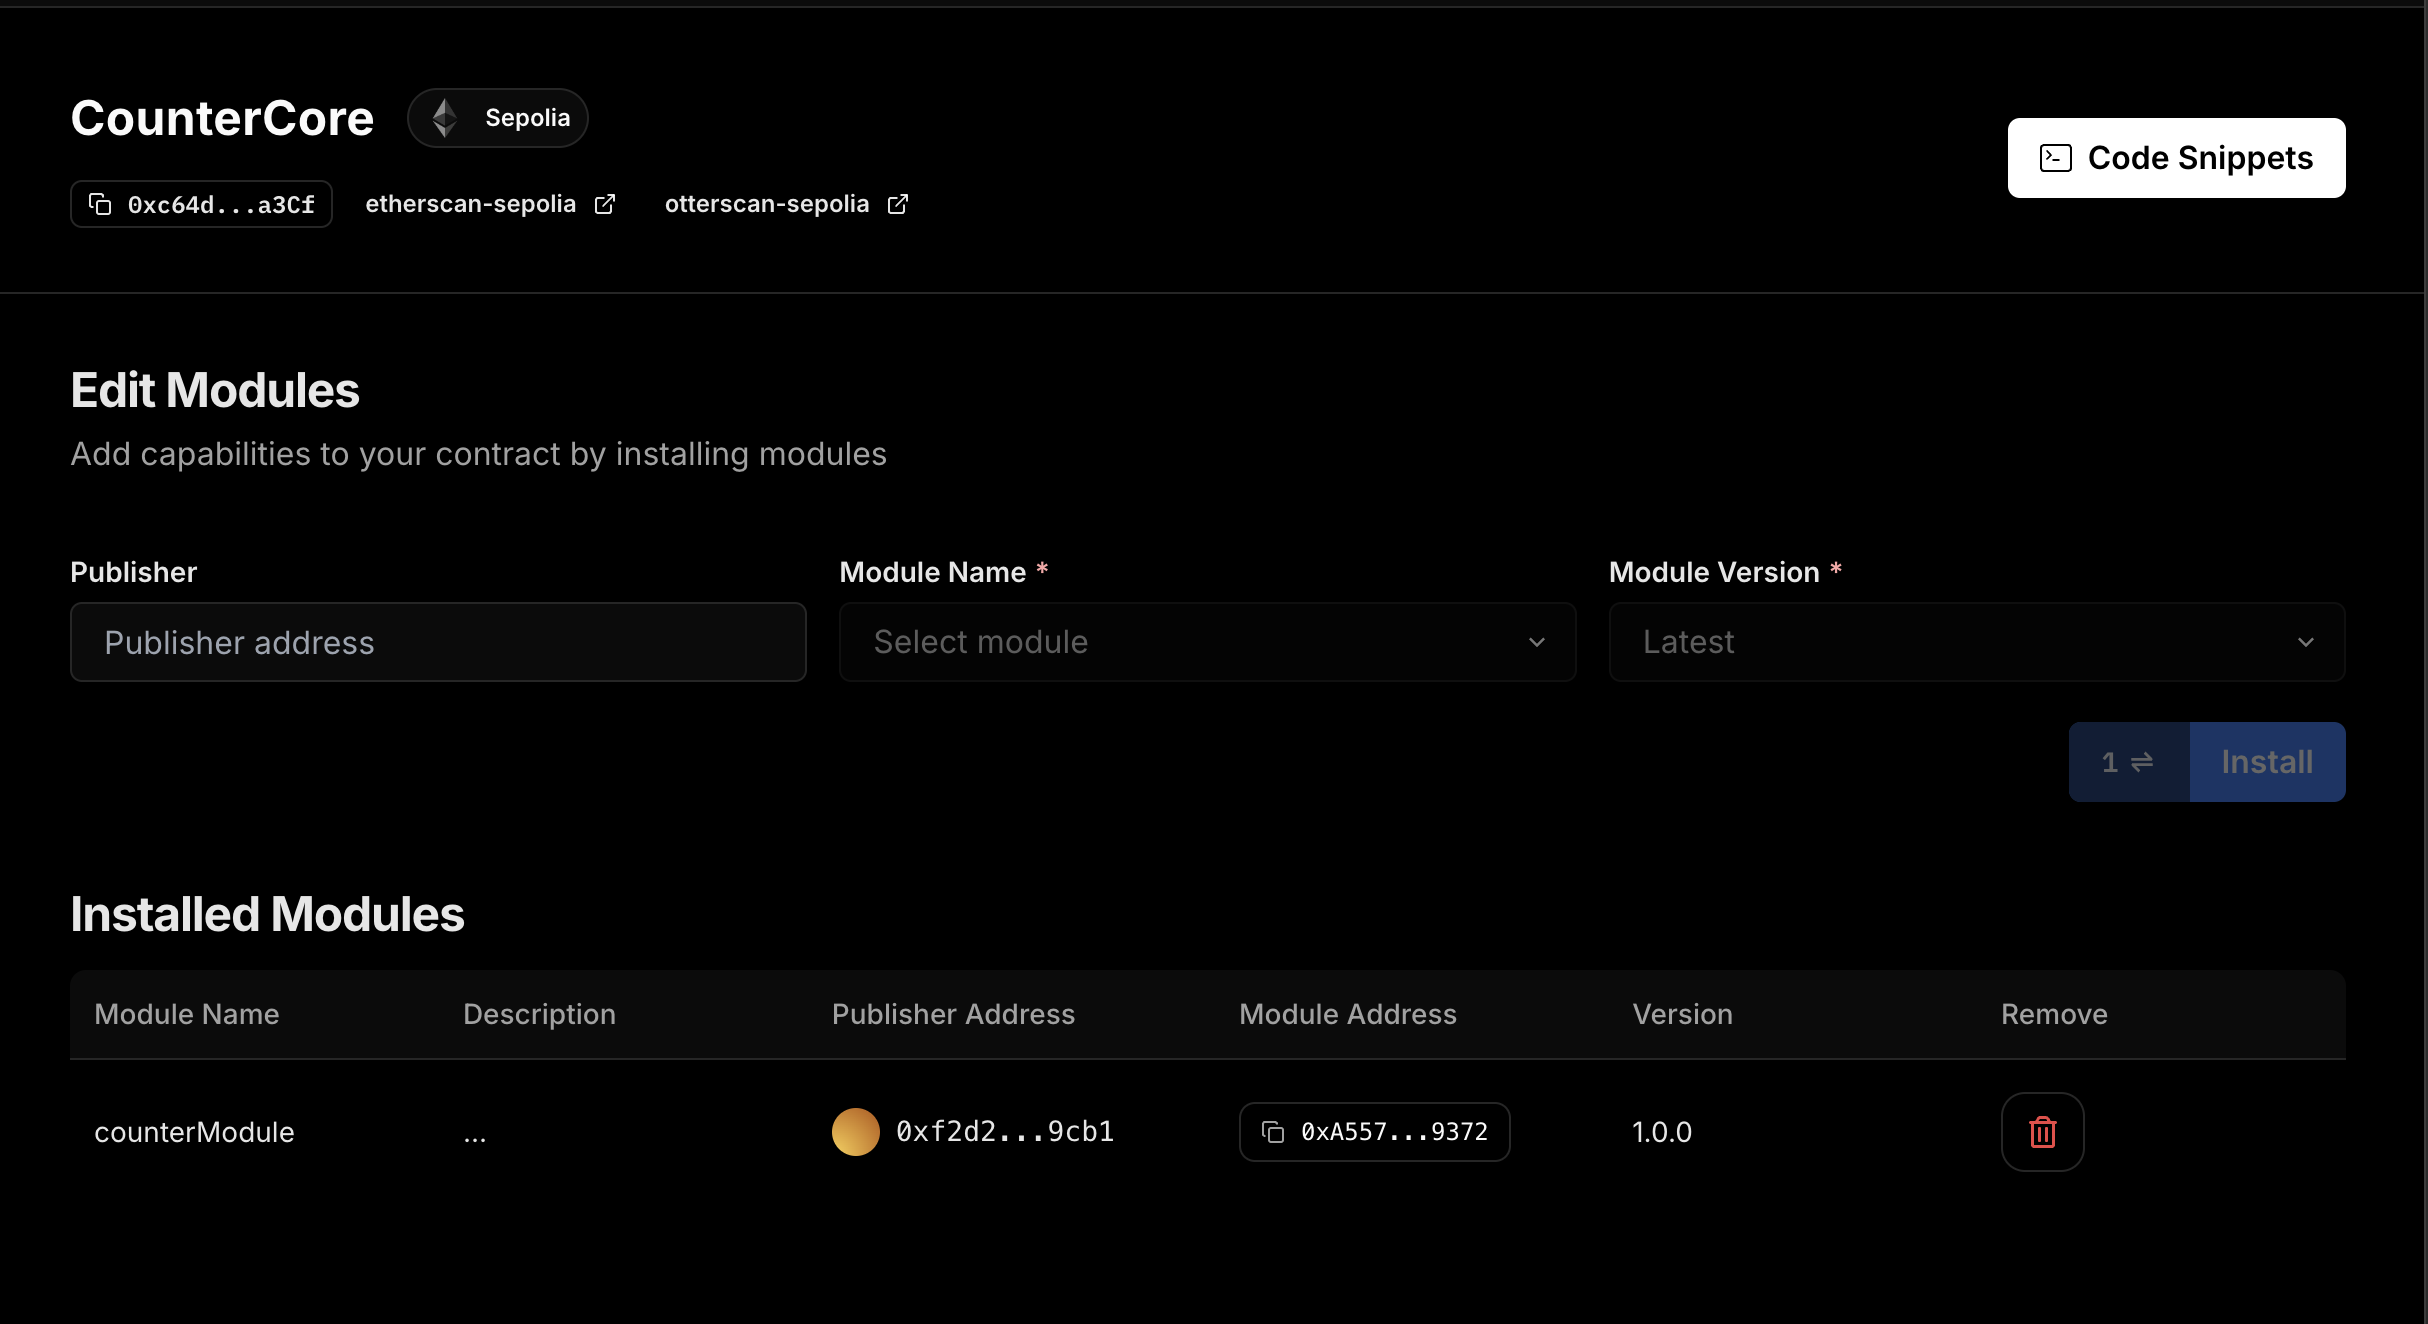 CounterCore
Sepolia
Code Snippets
0xc64d...a3Cf
etherscan-sepolia
otterscan-sepolia
Edit Modules
Add capabilities to your contract by installing modules
Publisher
Module Name *
Module Version *
Publisher address
Select module
Latest
1 ⇌ Install
Installed Modules
Module Name
Description
Publisher Address
Module Address
Version
Remove
counterModule
...
0xf2d2...9cb1
0xA557...9372
1.0.0